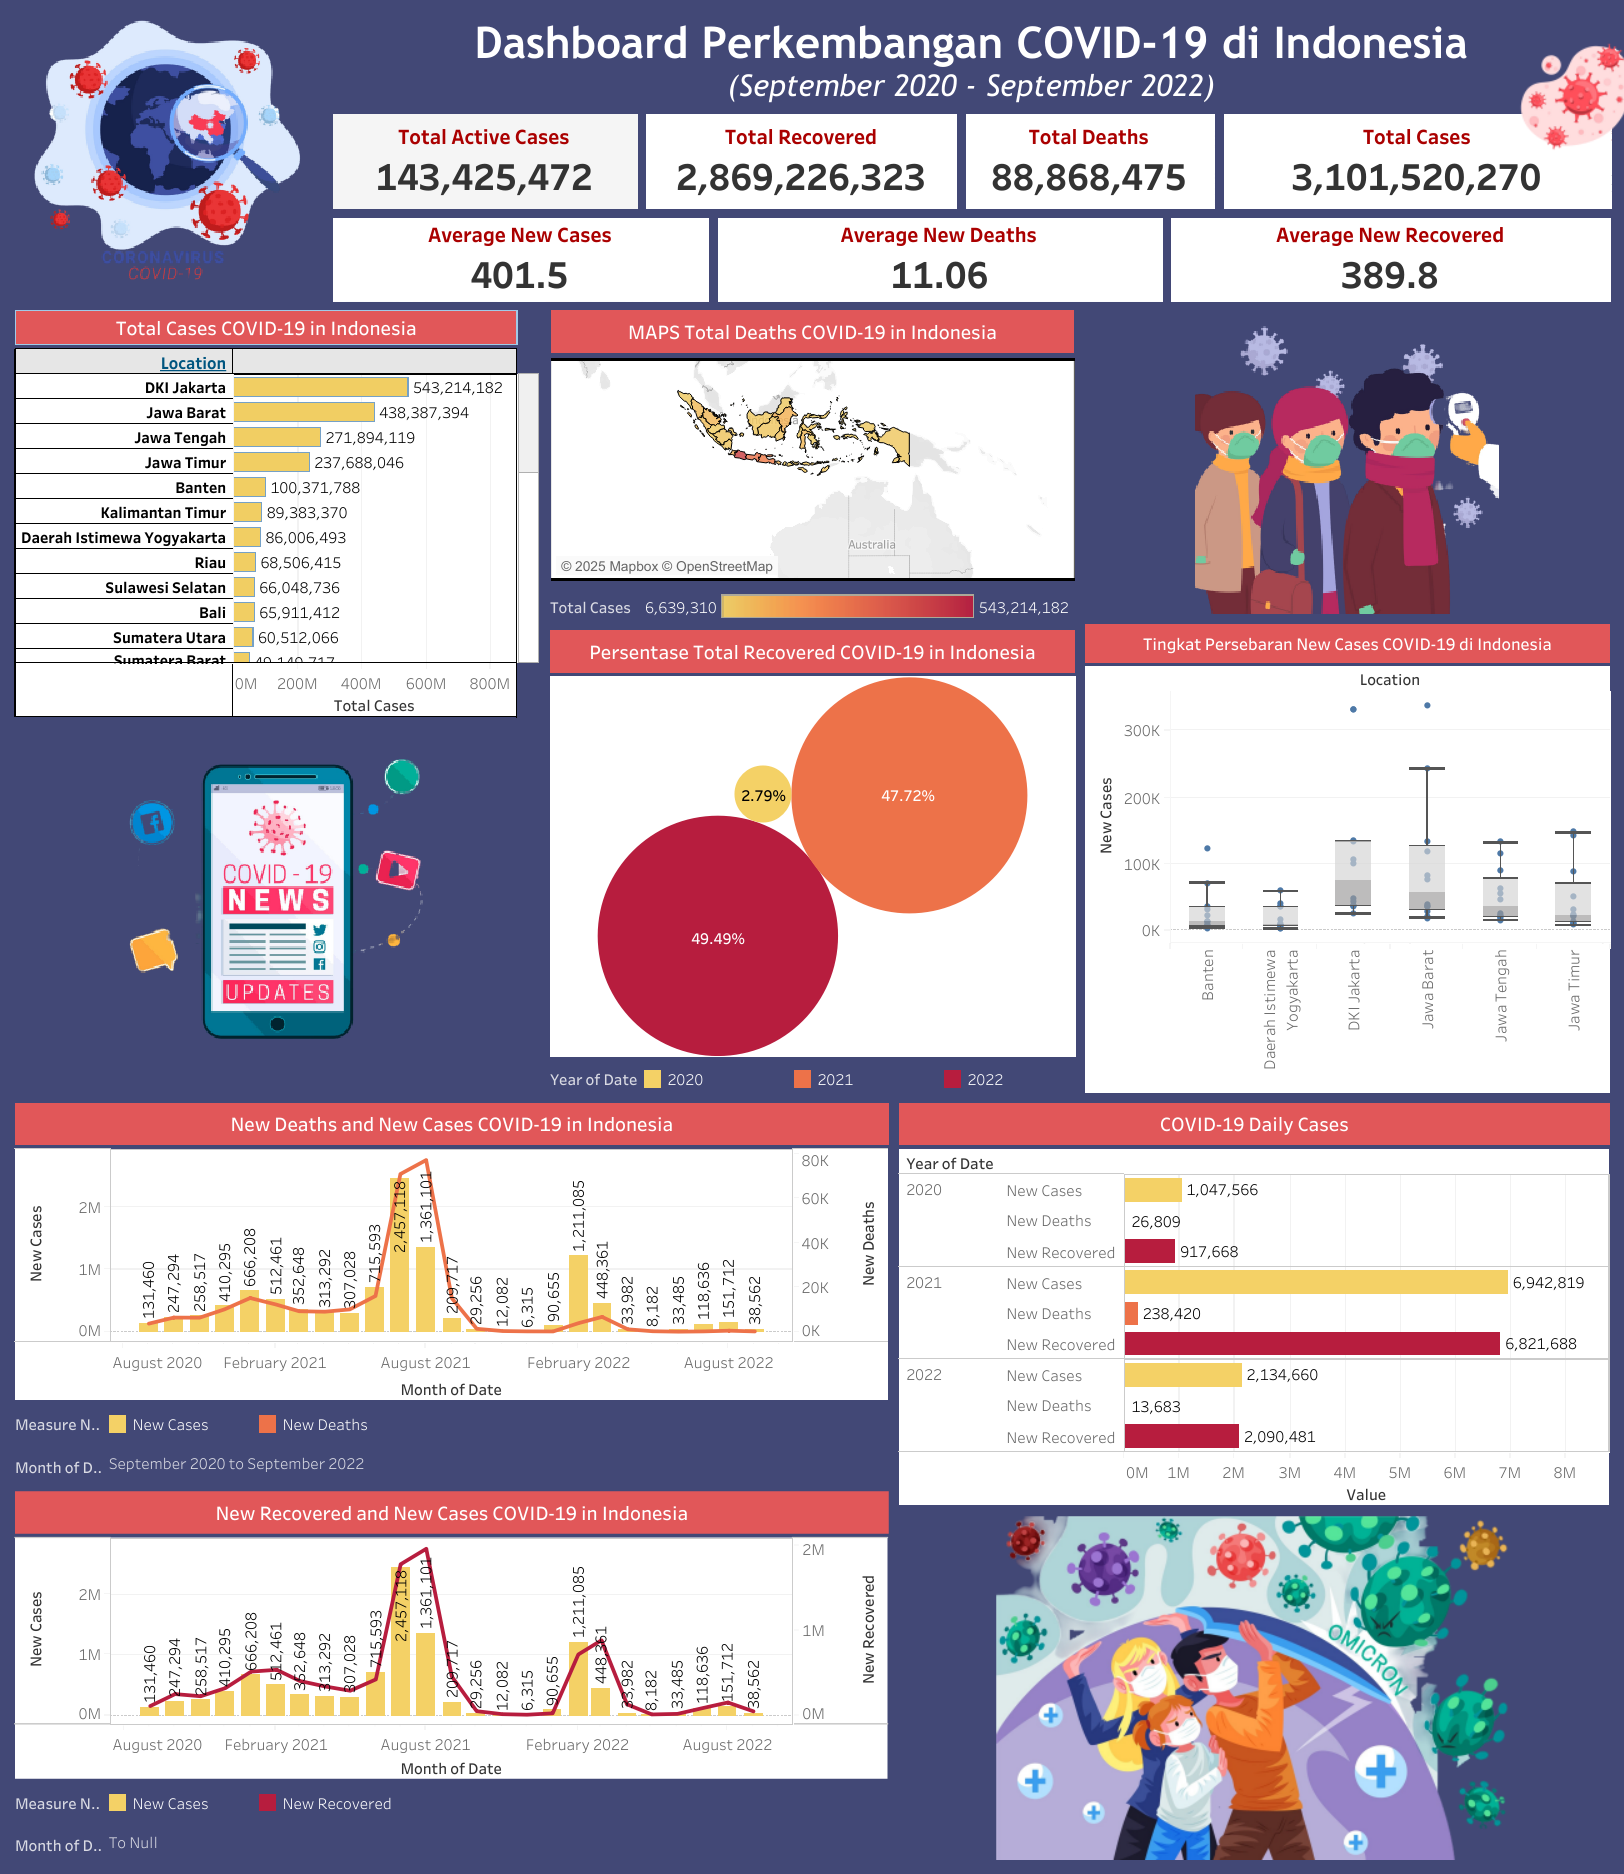 Dashboard Perkembangan COVID-19 di Indonesia
(September 2020 - September 2022)
CORONAVIRUS
COVID-19
Total Active Cases
143,425,472
Total Recovered
2,869,226,323
Total Deaths
88,868,475
Total Cases
3,101,520,270
Average New Cases
401.5
Average New Deaths
11.06
Average New Recovered
389.8
Total Cases COVID-19 in Indonesia
Location
DKI Jakarta 543,214,182
Jawa Barat 438,387,394
Jawa Tengah 271,894,119
Jawa Timur 237,688,046
Banten 100,371,788
Kalimantan Timur 89,383,370
Daerah Istimewa Yogyakarta 86,006,493
Riau 68,506,415
Sulawesi Selatan 66,048,736
Bali 65,911,412
Sumatera Utara 60,512,066
Sumatera Barat 49,140,717
0M 200M 400M 600M 800M
Total Cases
MAPS Total Deaths COVID-19 in Indonesia
Australia
© 2025 Mapbox © OpenStreetMap
Total Cases 6,639,310 543,214,182
Persentase Total Recovered COVID-19 in Indonesia
2.79%
47.72%
49.49%
Year of Date 2020 2021 2022
Tingkat Persebaran New Cases COVID-19 di Indonesia
Location
New Cases
300K
200K
100K
0K
Banten
Daerah Istimewa
Yogyakarta
DKI Jakarta
Jawa Barat
Jawa Tengah
Jawa Timur
COVID-19
NEWS
UPDATES
New Deaths and New Cases COVID-19 in Indonesia
New Cases
2M
1M
0M
131,460
247,294
258,517
410,295
666,208
512,461
352,648
313,292
307,028
715,593
2,457,118
1,361,101
209,717
29,256
12,082
6,315
90,655
1,211,085
448,361
33,982
8,182
33,485
118,636
151,712
38,562
80K
60K
40K
20K
0K
New Deaths
August 2020 February 2021 August 2021 February 2022 August 2022
Month of Date
Measure N.. New Cases New Deaths
Month of D.. September 2020 to September 2022
COVID-19 Daily Cases
Year of Date
2020 New Cases 1,047,566
New Deaths 26,809
New Recovered 917,668
2021 New Cases 6,942,819
New Deaths 238,420
New Recovered 6,821,688
2022 New Cases 2,134,660
New Deaths 13,683
New Recovered 2,090,481
0M 1M 2M 3M 4M 5M 6M 7M 8M
Value
New Recovered and New Cases COVID-19 in Indonesia
New Cases
2M
1M
0M
131,460
247,294
258,517
410,295
666,208
512,461
352,648
313,292
307,028
715,593
2,457,118
1,361,101
209,717
29,256
12,082
6,315
90,655
1,211,085
448,361
33,982
8,182
33,485
118,636
151,712
38,562
2M
1M
0M
New Recovered
August 2020 February 2021 August 2021 February 2022 August 2022
Month of Date
Measure N.. New Cases New Recovered
Month of D.. To Null
OMICRON